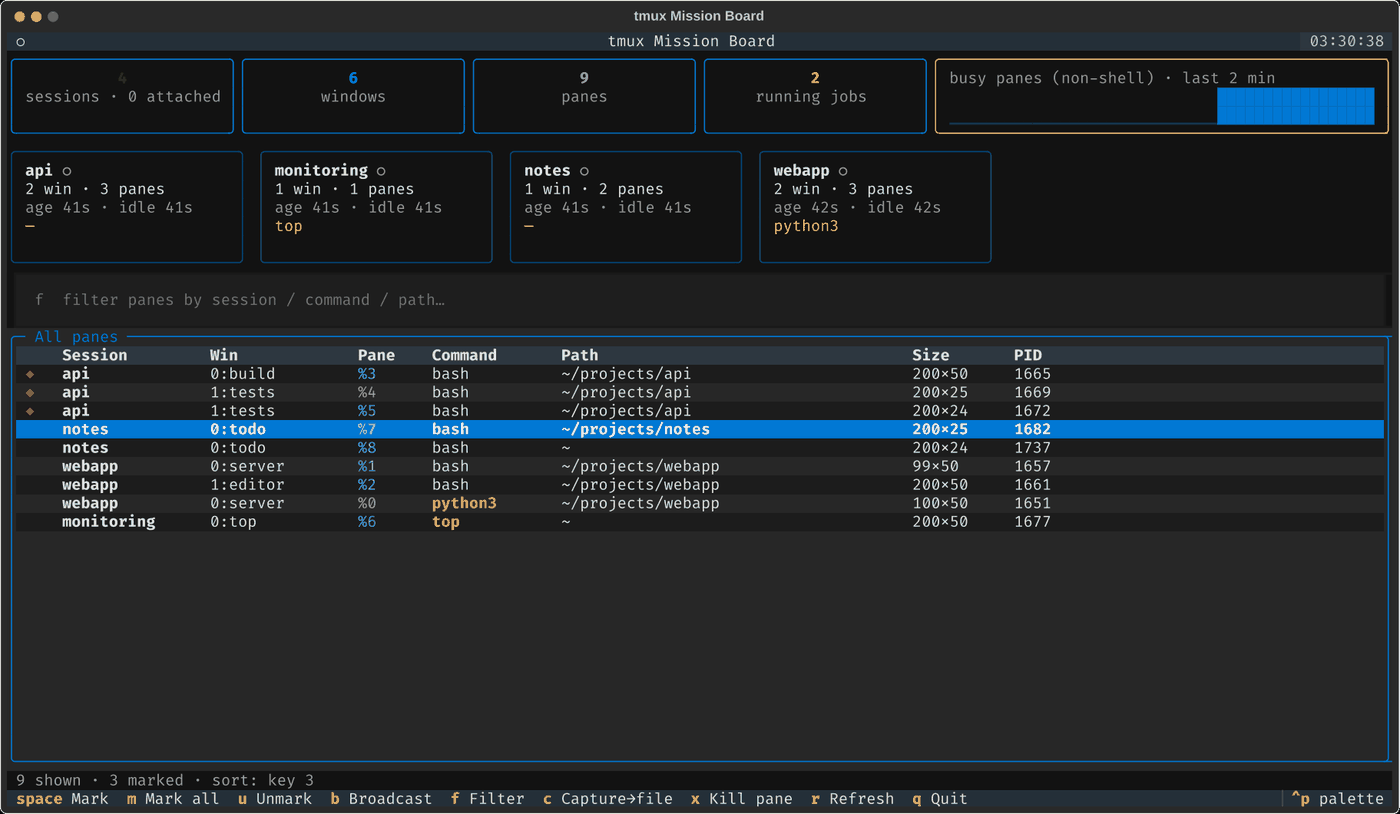 tmux Mission Board
○ tmux Mission Board 03:30:38
4 6 9 2 busy panes (non-shell) · last 2 min
sessions · 0 attached windows panes running jobs
api ○ monitoring ○ notes ○ webapp ○
2 win · 3 panes 1 win · 1 panes 1 win · 2 panes 2 win · 3 panes
age 41s · idle 41s age 41s · idle 41s age 41s · idle 41s age 42s · idle 42s
— top — python3
f filter panes by session / command / path…
All panes
Session Win Pane Command Path Size PID
◆ api 0:build %3 bash ~/projects/api 200×50 1665
◆ api 1:tests %4 bash ~/projects/api 200×25 1669
◆ api 1:tests %5 bash ~/projects/api 200×24 1672
notes 0:todo %7 bash ~/projects/notes 200×25 1682
notes 0:todo %8 bash ~ 200×24 1737
webapp 0:server %1 bash ~/projects/webapp 99×50 1657
webapp 1:editor %2 bash ~/projects/webapp 200×50 1661
webapp 0:server %0 python3 ~/projects/webapp 100×50 1651
monitoring 0:top %6 top ~ 200×50 1677
9 shown · 3 marked · sort: key 3
space Mark m Mark all u Unmark b Broadcast f Filter c Capture→file x Kill pane r Refresh q Quit ^p palette